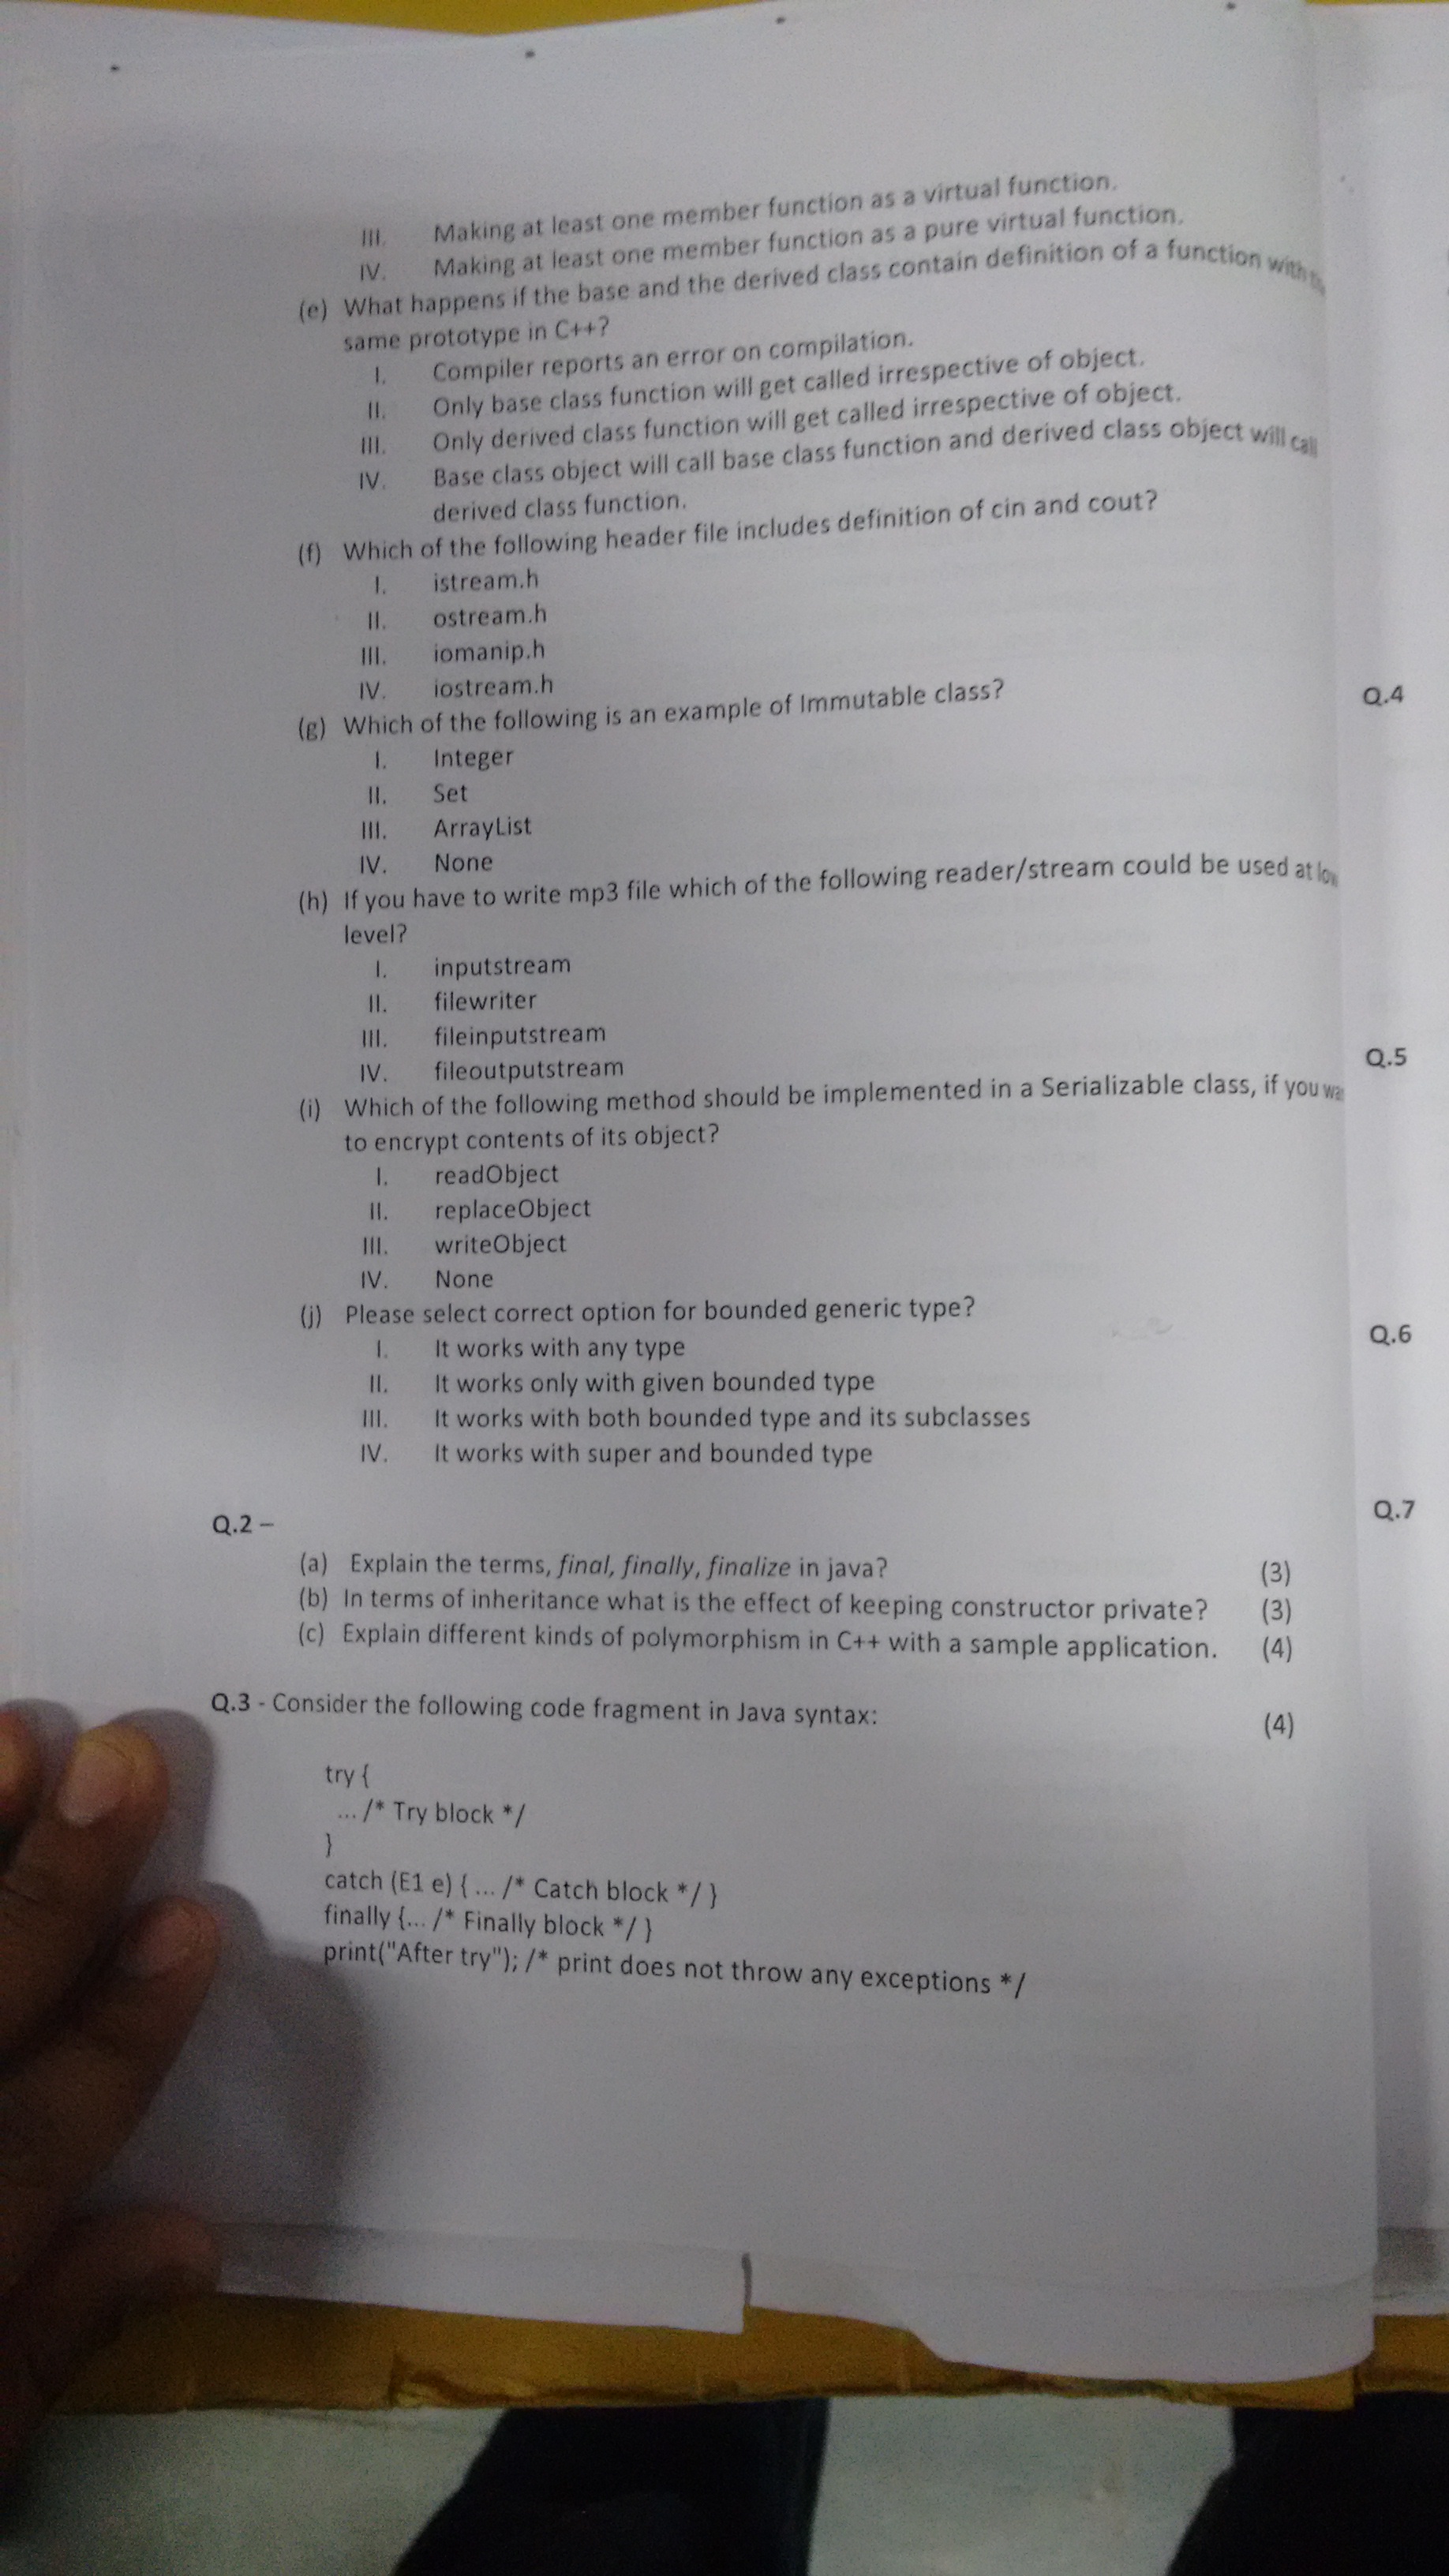 III. Making at least one member function as a virtual function.
IV. Making at least one member function as a pure virtual function.
(e) What happens if the base and the derived class contain definition of a function with
same prototype in C++?
I. Compiler reports an error on compilation.
II. Only base class function will get called irrespective of object.
III. Only derived class function will get called irrespective of object.
IV. Base class object will call base class function and derived class object will call
derived class function.
(f) Which of the following header file includes definition of cin and cout?
I. istream.h
II. ostream.h
III. iomanip.h
IV. iostream.h
(g) Which of the following is an example of Immutable class?
I. Integer
II. Set
III. ArrayList
IV. None
(h) If you have to write mp3 file which of the following reader/stream could be used at
level?
I. inputstream
II. filewriter
III. fileinputstream
IV. fileoutputstream
(i) Which of the following method should be implemented in a Serializable class, if you
to encrypt contents of its object?
I. readObject
II. replaceObject
III. writeObject
IV. None
(j) Please select correct option for bounded generic type?
I. It works with any type
II. It works only with given bounded type
III. It works with both bounded type and its subclasses
IV. It works with super and bounded type
Q.2 –
(a) Explain the terms, final, finally, finalize in java? (3)
(b) In terms of inheritance what is the effect of keeping constructor private? (3)
(c) Explain different kinds of polymorphism in C++ with a sample application. (4)
Q.3 - Consider the following code fragment in Java syntax: (4)
try {
... /* Try block */
}
catch (E1 e) { ... /* Catch block */ }
finally {... /* Finally block */ }
print("After try"); /* print does not throw any exceptions */
Q.4
Q.5
Q.6
Q.7